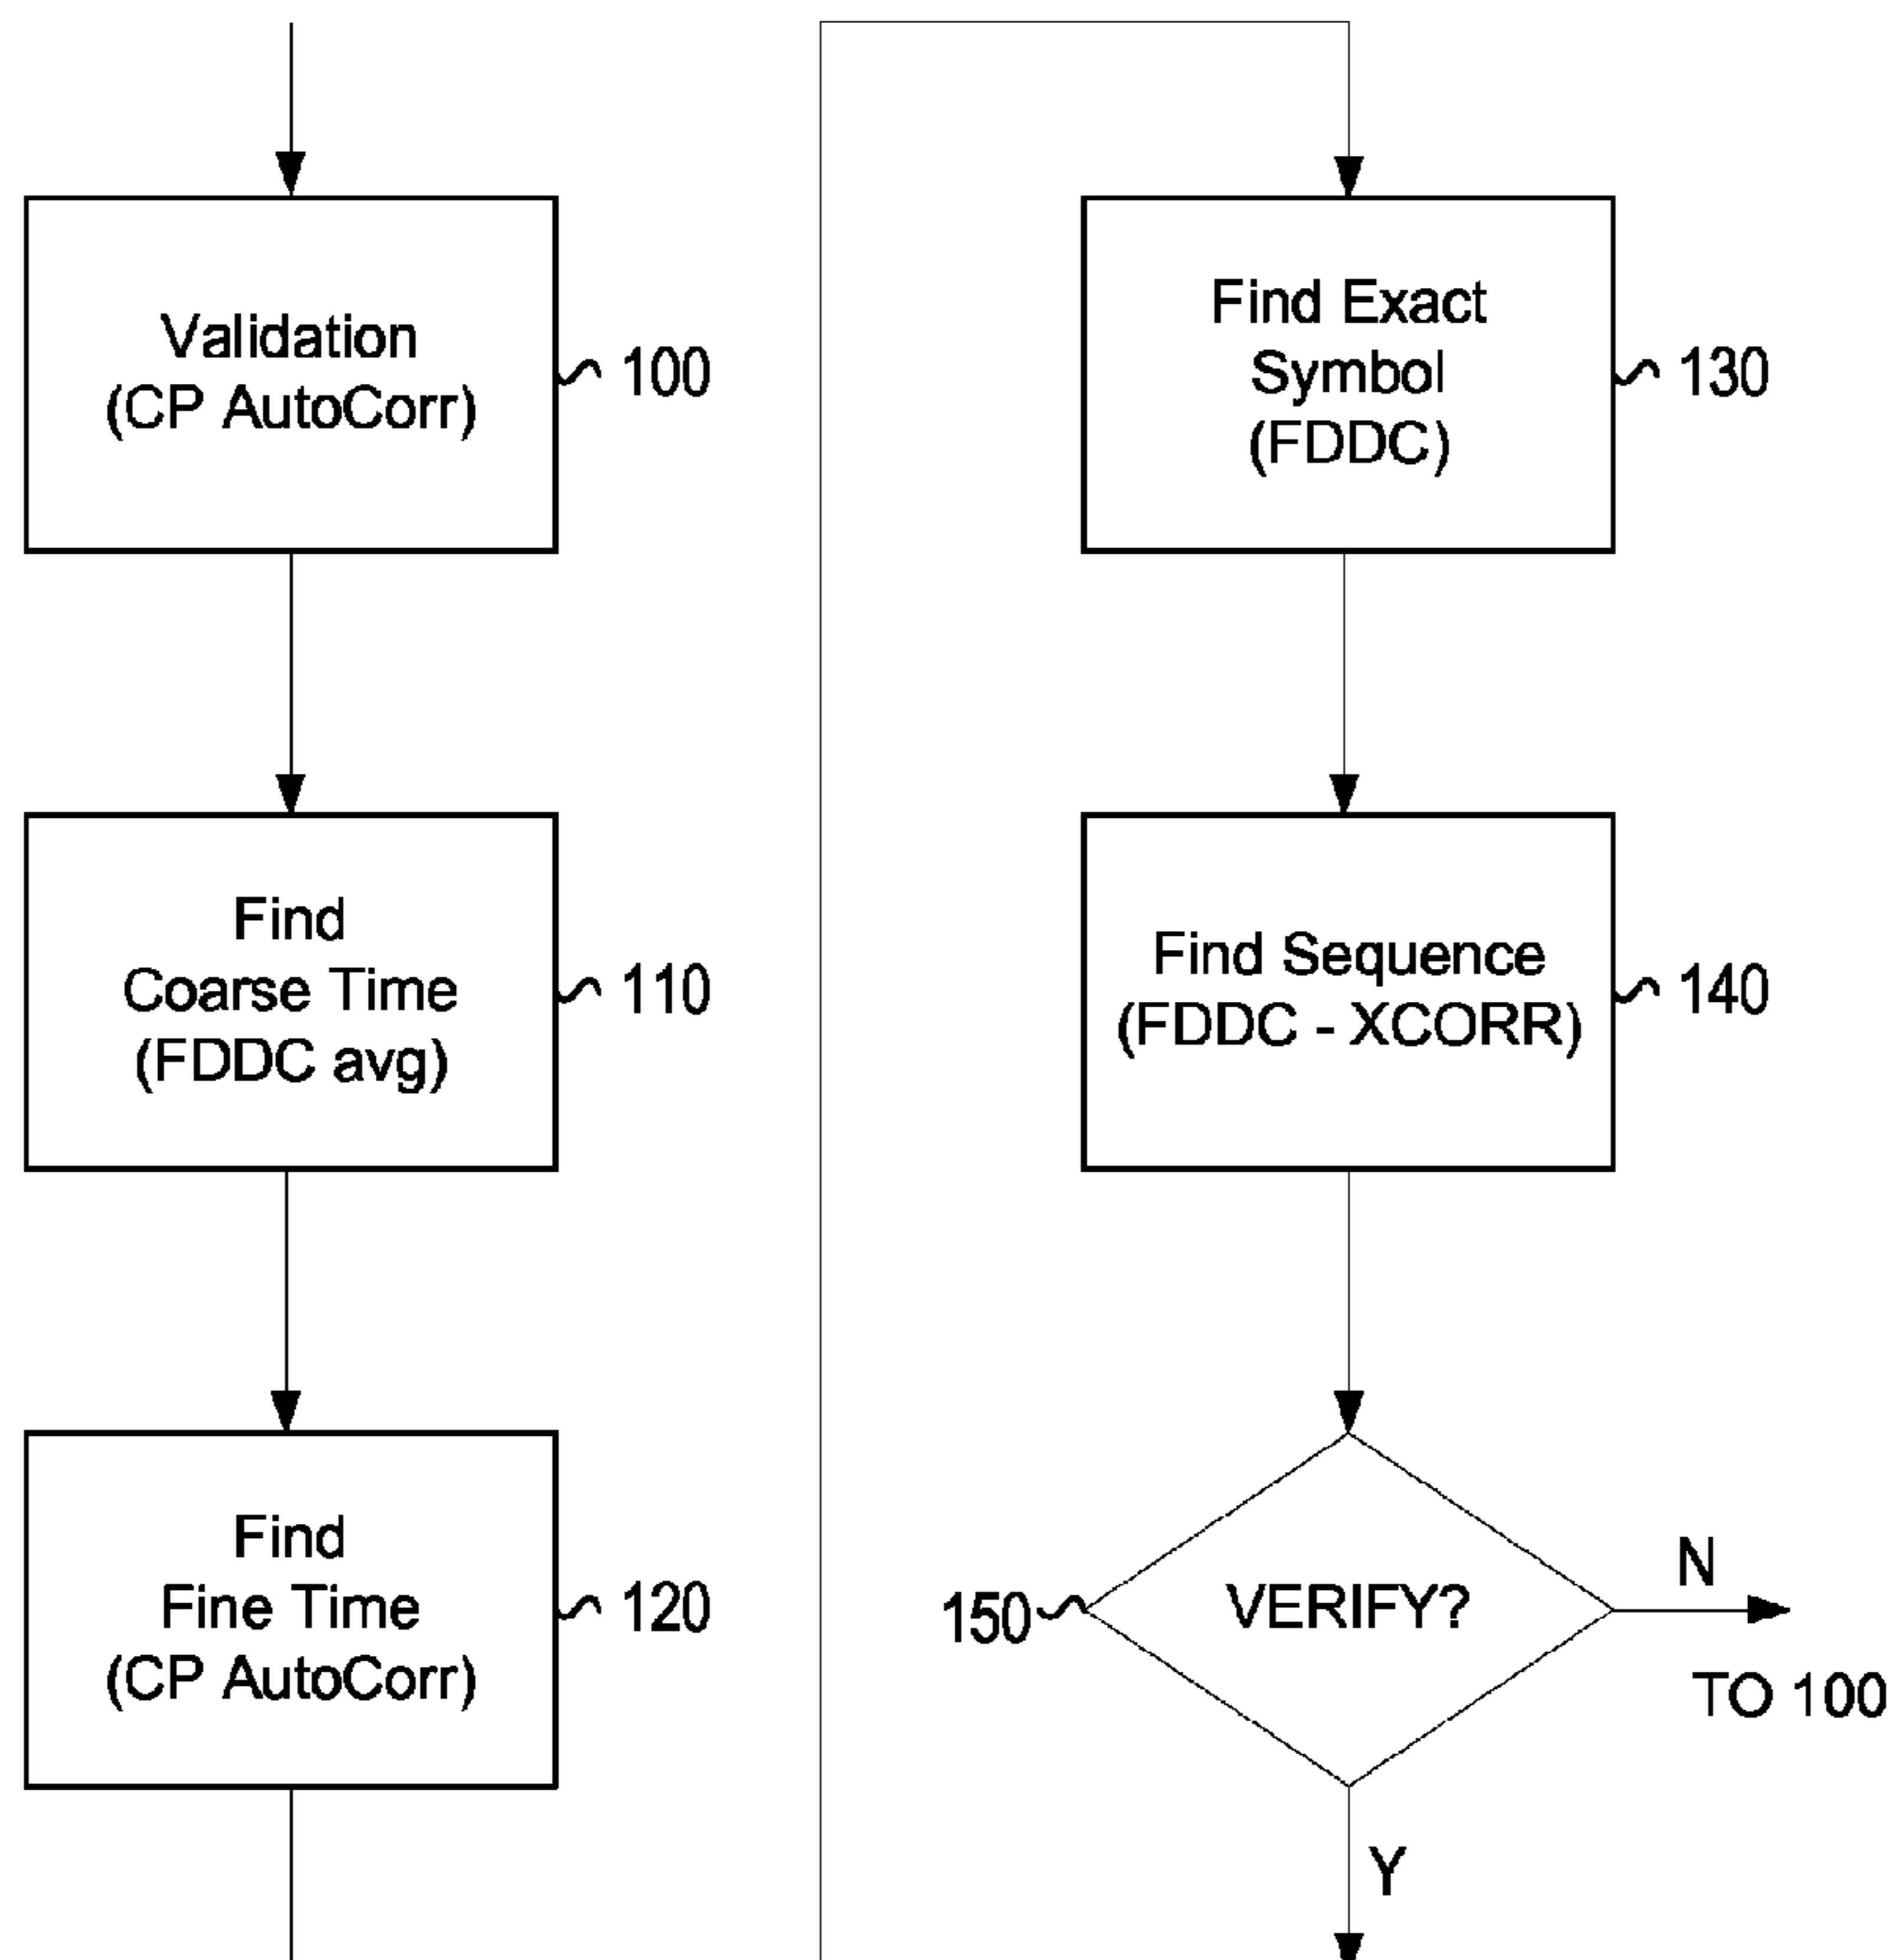 Validation
(CP AutoCorr)
100
Find
Coarse Time
(FDDC avg)
110
Find
Fine Time
(CP AutoCorr)
120
Find Exact
Symbol
(FDDC)
130
Find Sequence
(FDDC - XCORR)
140
150
VERIFY?
N
TO 100
Y